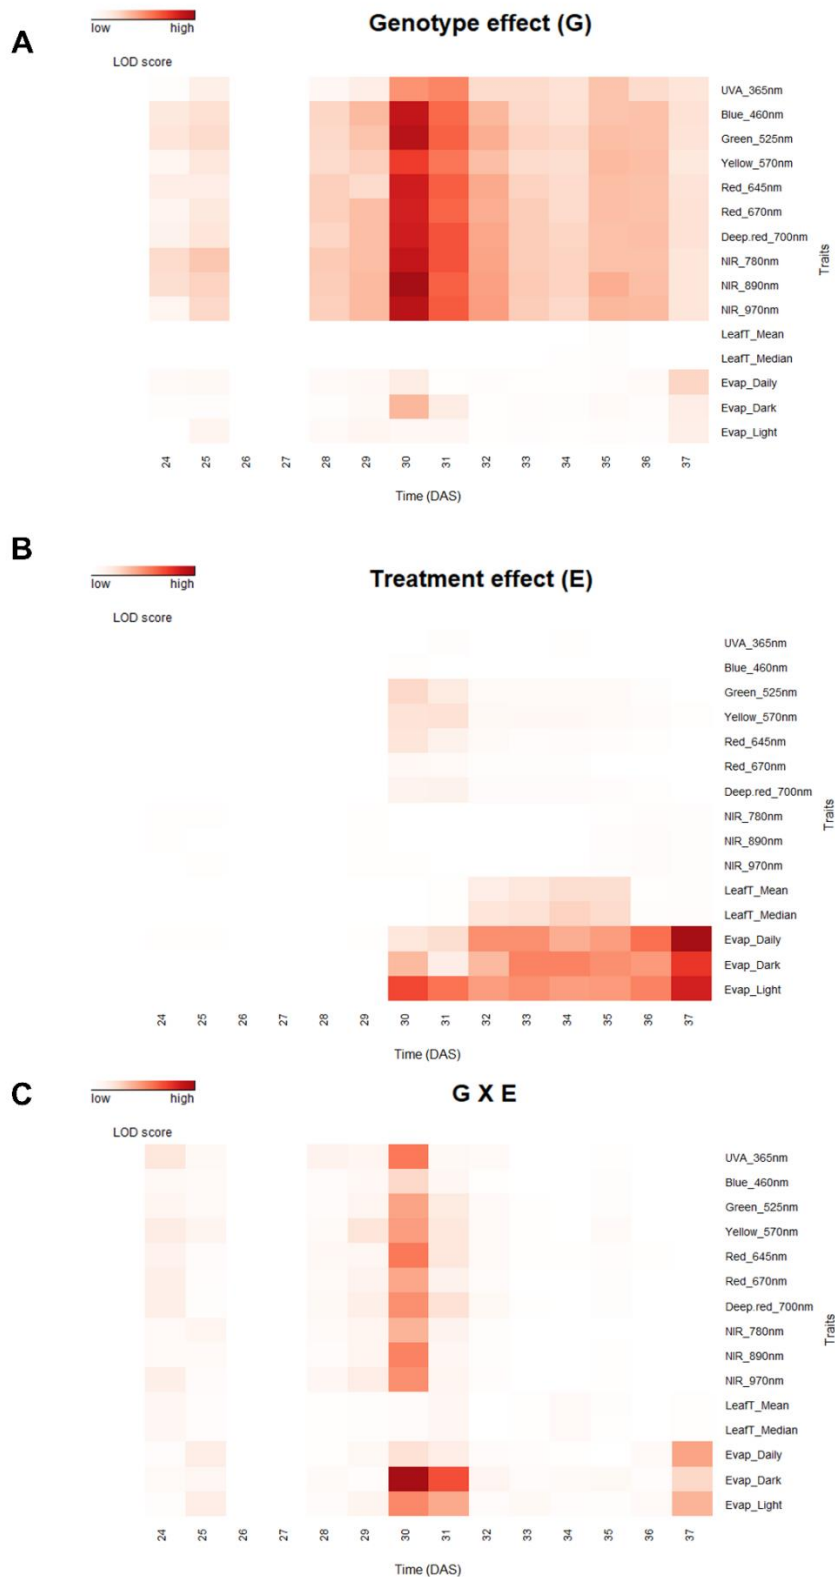 A
low high
LOD score
Genotype effect (G)
UVA_365nm
Blue_460nm
Green_525nm
Yellow_570nm
Red_645nm
Red_670nm
Deep.red_700nm
NIR_780nm
NIR_890nm
NIR_970nm
LeafT_Mean
LeafT_Median
Evap_Daily
Evap_Dark
Evap_Light
Traits
24 25 26 27 28 29 30 31 32 33 34 35 36 37
Time (DAS)
B
low high
LOD score
Treatment effect (E)
UVA_365nm
Blue_460nm
Green_525nm
Yellow_570nm
Red_645nm
Red_670nm
Deep.red_700nm
NIR_780nm
NIR_890nm
NIR_970nm
LeafT_Mean
LeafT_Median
Evap_Daily
Evap_Dark
Evap_Light
Traits
24 25 26 27 28 29 30 31 32 33 34 35 36 37
Time (DAS)
C
low high
LOD score
G X E
UVA_365nm
Blue_460nm
Green_525nm
Yellow_570nm
Red_645nm
Red_670nm
Deep.red_700nm
NIR_780nm
NIR_890nm
NIR_970nm
LeafT_Mean
LeafT_Median
Evap_Daily
Evap_Dark
Evap_Light
Traits
24 25 26 27 28 29 30 31 32 33 34 35 36 37
Time (DAS)